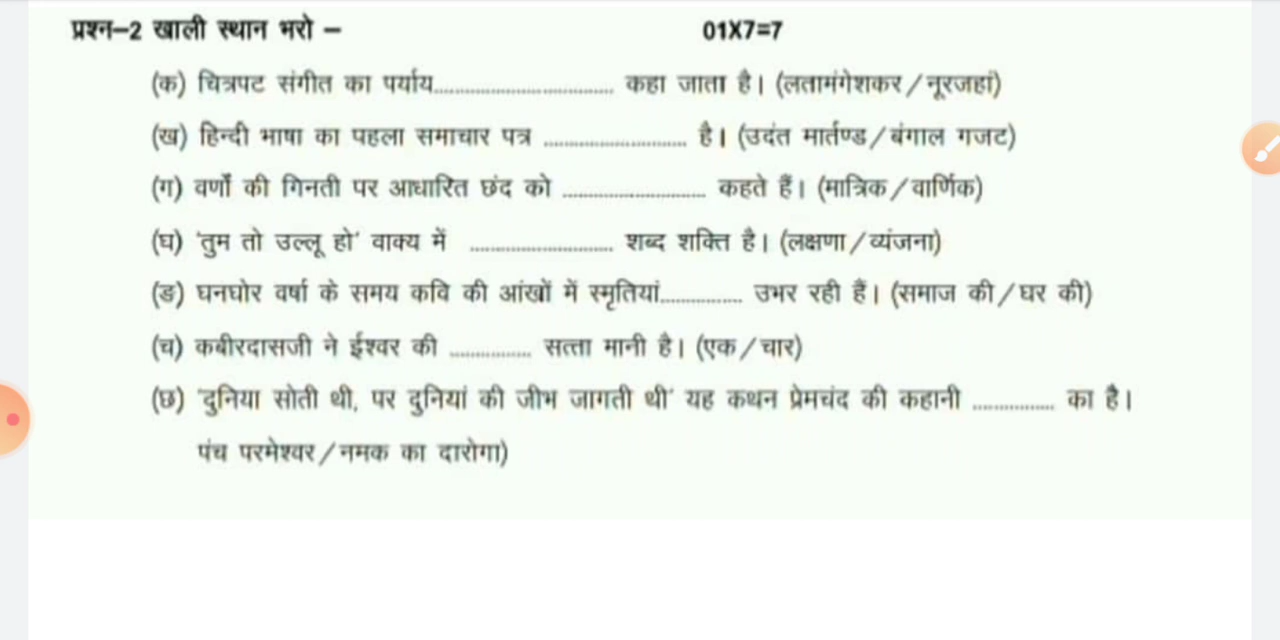 प्रश्न–2 खाली स्थान भरो – 01X7=7
(क) चित्रपट संगीत का पर्याय.............................. कहा जाता है। (लतामंगेशकर/नूरजहां)
(ख) हिन्दी भाषा का पहला समाचार पत्र ........................ है। (उदंत मार्तण्ड/बंगाल गजट)
(ग) वर्णों की गिनती पर आधारित छंद को ........................ कहते हैं। (मात्रिक/वार्णिक)
(घ) 'तुम तो उल्लू हो' वाक्य में ........................ शब्द शक्ति है। (लक्षणा/व्यंजना)
(ड) घनघोर वर्षा के समय कवि की आंखों में स्मृतियां.............. उभर रही हैं। (समाज की/घर की)
(च) कबीरदासजी ने ईश्वर की .............. सत्ता मानी है। (एक/चार)
(छ) 'दुनिया सोती थी, पर दुनियां की जीभ जागती थी' यह कथन प्रेमचंद की कहानी .............. का है।
पंच परमेश्वर/नमक का दारोगा)